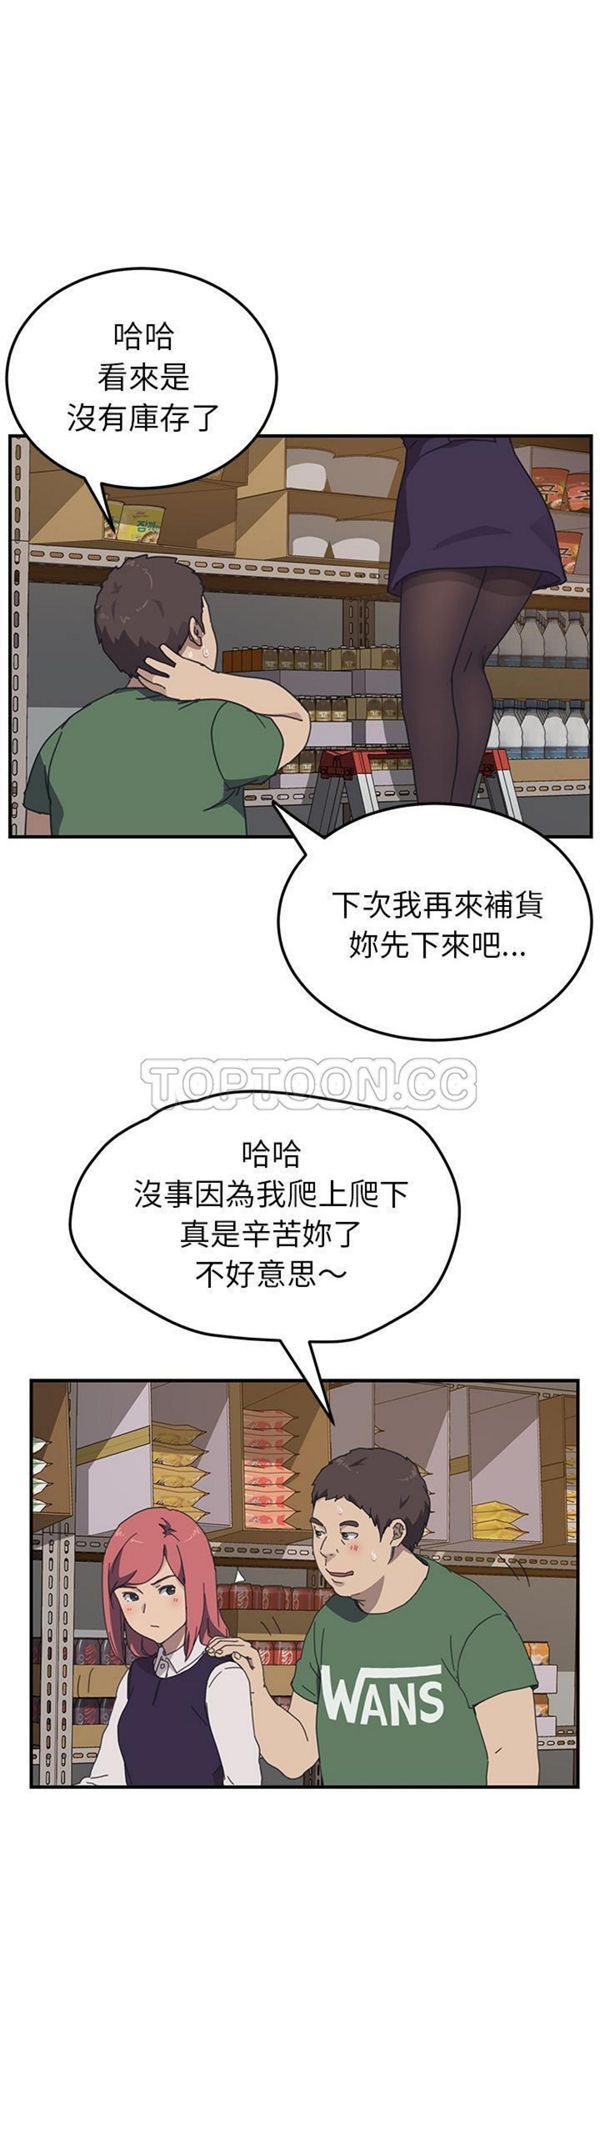 哈哈
看來是
沒有庫存了
下次我再來補貨
妳先下來吧...
TOPTOON.CC
哈哈
沒事因為我爬上爬下
真是辛苦妳了
不好意思～
WANS